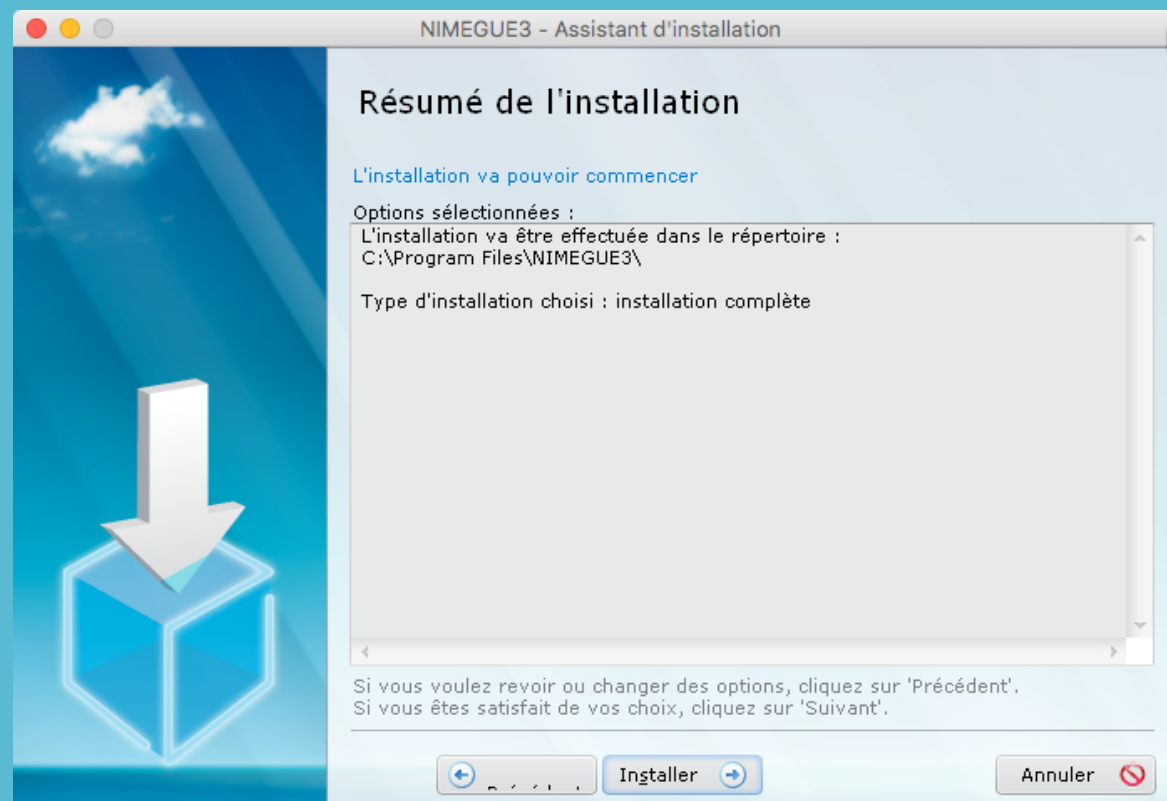 NIMEGUE3 - Assistant d'installation
Résumé de l'installation
L'installation va pouvoir commencer
Options sélectionnées :
L'installation va être effectuée dans le répertoire :
C:\Program Files\NIMEGUE3\
Type d'installation choisi : installation complète
Si vous voulez revoir ou changer des options, cliquez sur 'Précédent'.
Si vous êtes satisfait de vos choix, cliquez sur 'Suivant'.
Installer
Annuler